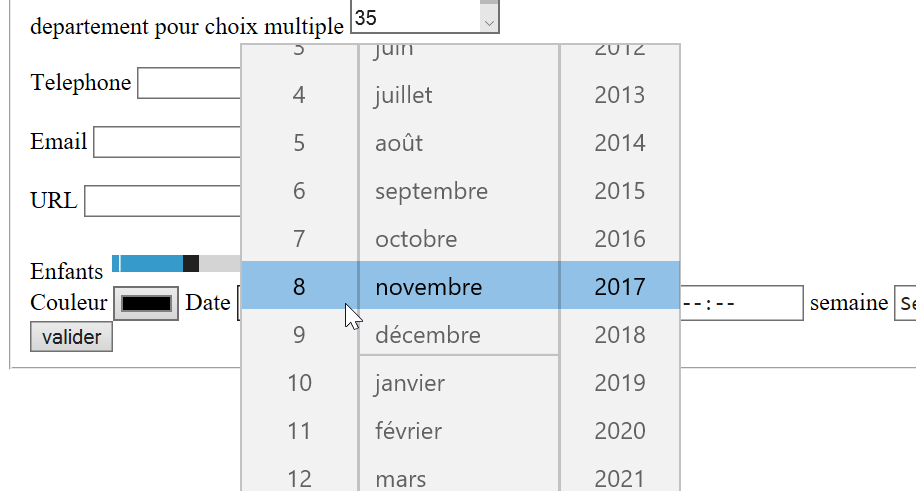 departement pour choix multiple 35
3 juin 2012
Telephone
4 juillet 2013
Email
5 août 2014
6 septembre 2015
URL
7 octobre 2016
Enfants
8 novembre 2017
Couleur Date --:-- semaine Se
valider
9 décembre 2018
10 janvier 2019
11 février 2020
12 mars 2021